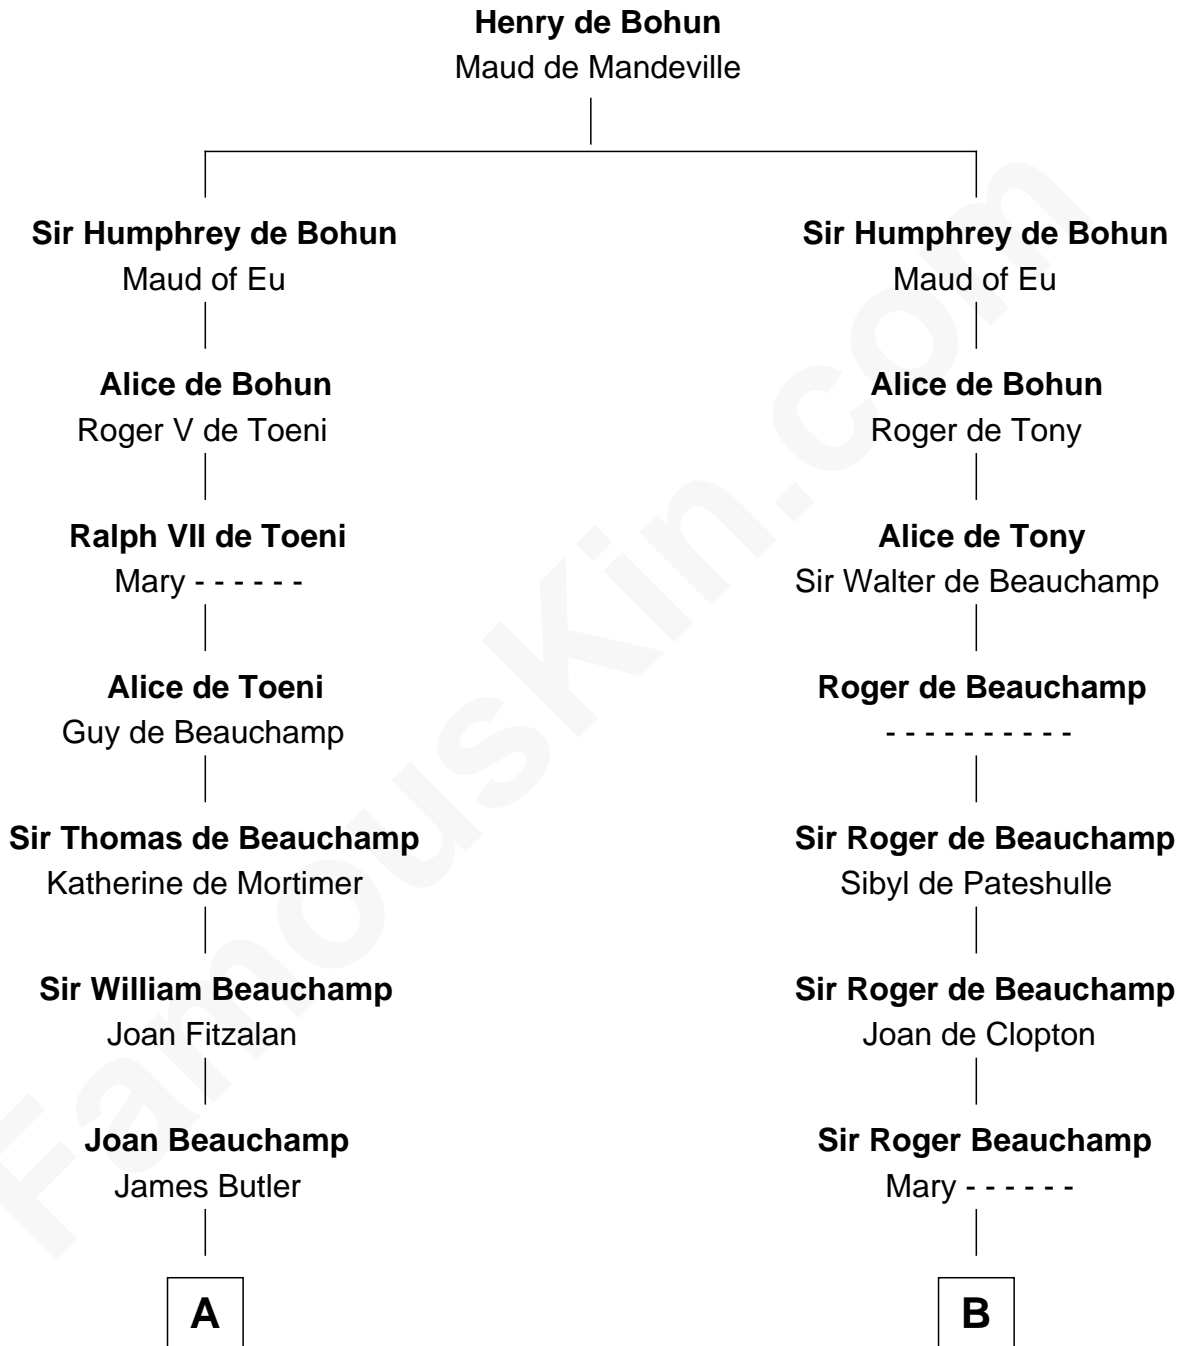 Henry de Bohun
Maud de Mandeville
Sir Humphrey de Bohun
Maud of Eu
Alice de Bohun
Roger V de Toeni
Ralph VII de Toeni
Mary - - - - - -
Alice de Toeni
Guy de Beauchamp
Sir Thomas de Beauchamp
Katherine de Mortimer
Sir William Beauchamp
Joan Fitzalan
Joan Beauchamp
James Butler
A
Sir Humphrey de Bohun
Maud of Eu
Alice de Bohun
Roger de Tony
Alice de Tony
Sir Walter de Beauchamp
Roger de Beauchamp
- - - - - - - - - -
Sir Roger de Beauchamp
Sibyl de Pateshulle
Sir Roger de Beauchamp
Joan de Clopton
Sir Roger Beauchamp
Mary - - - - - -
B
FamousKin.com